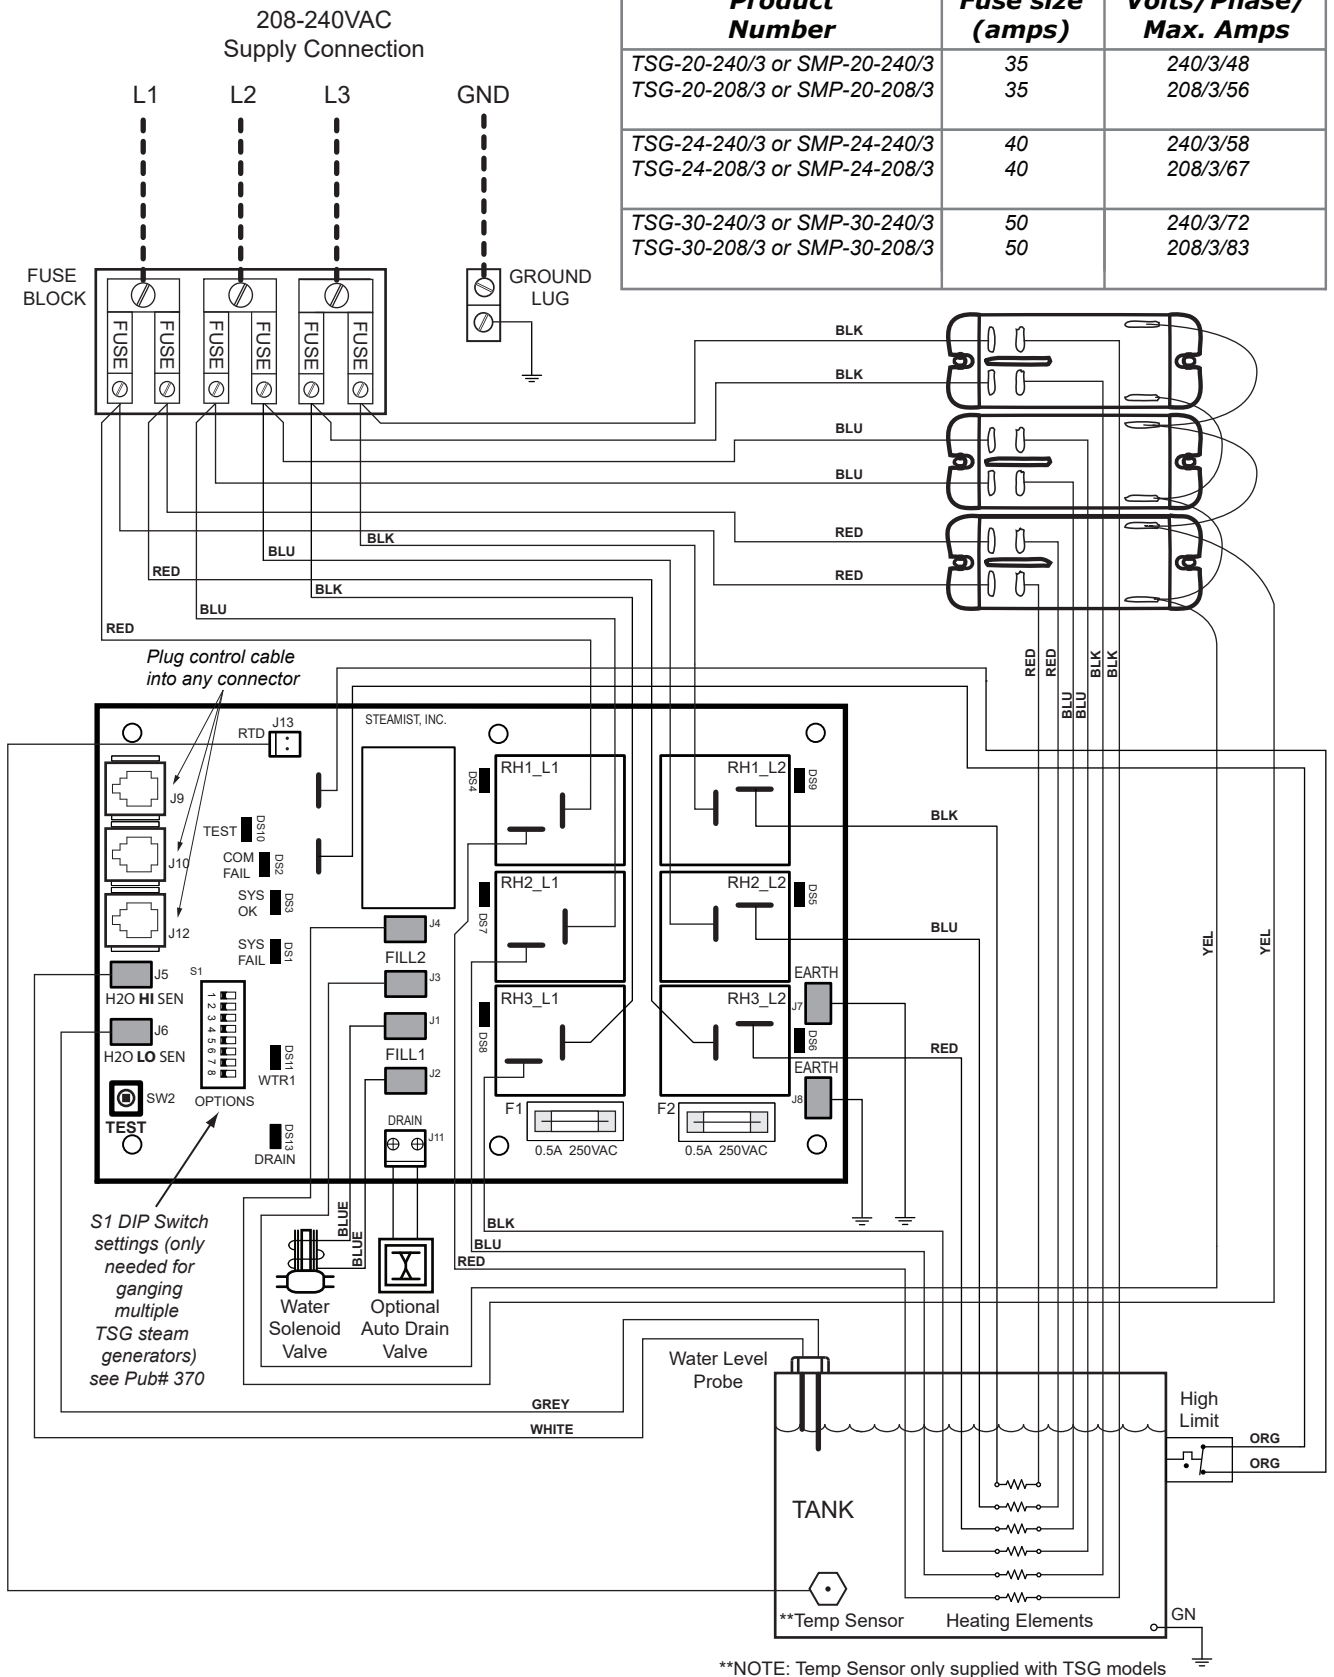 208-240VAC
Supply Connection
L1 L2 L3 GND
Product Number Fuse size (amps) Volts/Phase/ Max. Amps
TSG-20-240/3 or SMP-20-240/3 35 240/3/48
TSG-20-208/3 or SMP-20-208/3 35 208/3/56
TSG-24-240/3 or SMP-24-240/3 40 240/3/58
TSG-24-208/3 or SMP-24-208/3 40 208/3/67
TSG-30-240/3 or SMP-30-240/3 50 240/3/72
TSG-30-208/3 or SMP-30-208/3 50 208/3/83
FUSE
BLOCK
FUSE FUSE FUSE FUSE FUSE FUSE
GROUND
LUG
BLK
BLK
BLU
BLU
RED
RED
BLK
BLU
RED
BLK
BLU
RED
RED RED BLU BLU BLK BLK
YEL YEL
Plug control cable
into any connector
STEAMIST, INC.
RTD J13
J9
J10
J12
TEST DS10
COM
FAIL DS2
SYS
OK DS3
SYS
FAIL DS1
J5
H2O HI SEN
J6
H2O LO SEN
S1
1
2
3
4
5
6
7
8
OPTIONS
SW2
TEST
DS11
WTR1
DS13
DRAIN
J4
FILL2
J3
J1
FILL1
J2
DRAIN
J11
DS4 RH1_L1
RH1_L2 DS9
DS7 RH2_L1
RH2_L2 DS5
DS8 RH3_L1
RH3_L2 DS6
EARTH
J7
EARTH
J8
F1
0.5A 250VAC
F2
0.5A 250VAC
BLK
BLU
RED
S1 DIP Switch
settings (only
needed for
ganging
multiple
TSG steam
generators)
see Pub# 370
BLUE
BLUE
Water
Solenoid
Valve
Optional
Auto Drain
Valve
BLK
BLU
RED
GREY
WHITE
Water Level
Probe
High
Limit
ORG
ORG
TANK
**Temp Sensor
Heating Elements
GN
**NOTE: Temp Sensor only supplied with TSG models